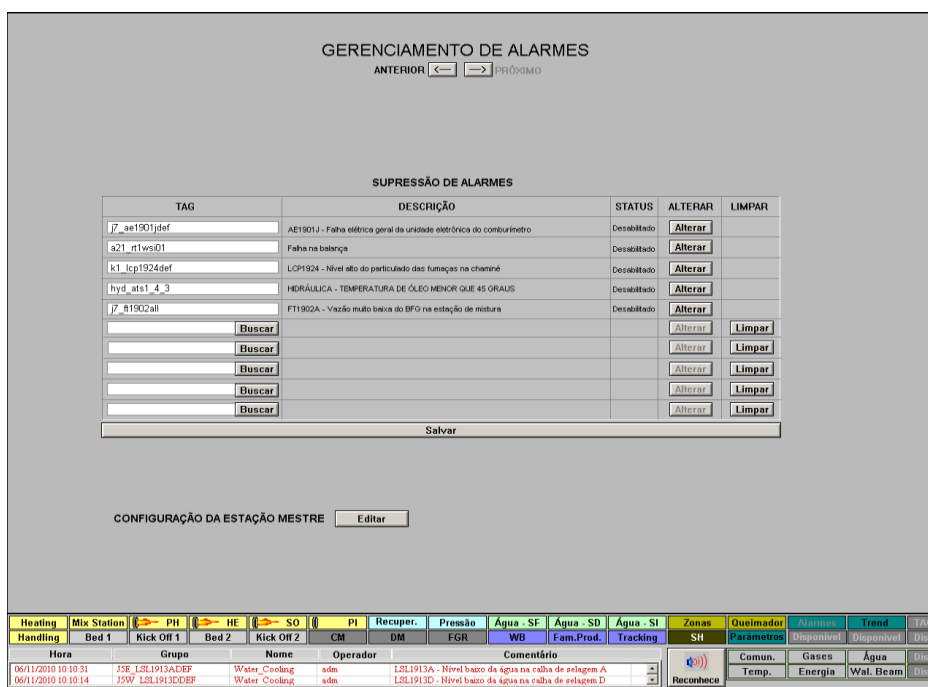 GERENCIAMENTO DE ALARMES
ANTERIOR <— —> PRÓXIMO
SUPRESSÃO DE ALARMES
TAG DESCRIÇÃO STATUS ALTERAR LIMPAR
j7_ae1901jdef AE1901J - Falha elétrica geral da unidade eletrônica do comburímetro Desabilitado Alterar
a21_rt1wsi01 Falha na balança Desabilitado Alterar
k1_lcp1924def LCP1924 - Nível alto do particulado das fumaças na chaminé Desabilitado Alterar
hyd_ats1_4_3 HIDRÁULICA - TEMPERATURA DE ÓLEO MENOR QUE 45 GRAUS Desabilitado Alterar
j7_ft1902all FT1902A - Vazão muito baixa do BFG na estação de mistura Desabilitado Alterar
Buscar Alterar Limpar
Buscar Alterar Limpar
Buscar Alterar Limpar
Buscar Alterar Limpar
Buscar Alterar Limpar
Salvar
CONFIGURAÇÃO DA ESTAÇÃO MESTRE Editar
Heating Mix Station PH HE SO PI Recuper. Pressão Água - SF Água - SD Água - SI Zonas Queimador Alarmes Trend TAG
Handling Bed 1 Kick Off 1 Bed 2 Kick Off 2 CM DM FGR WB Fam.Prod. Tracking SH Parámetros Disponível Disponível Dis
Hora Grupo Nome Operador Comentário
06/11/2010 10:10:31 J5E_LSL1913ADEF Water_Cooling adm LSL1913A - Nível baixo da água na calha de selagem A
06/11/2010 10:10:14 J5W_LSL1913DDEF Water_Cooling adm LSL1913D - Nível baixo da água na calha de selagem D
Reconhece
Comun. Gases Água Dis
Temp. Energia Wal. Beam Dis